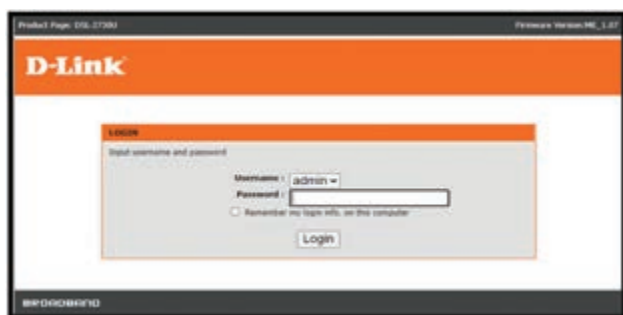 Product Page: DSL-2730U Firmware Version:ME_1.07
D-Link
LOGIN
Input username and password
Username : admin
Password :
Remember my login info. on this computer
Login
BROADBAND